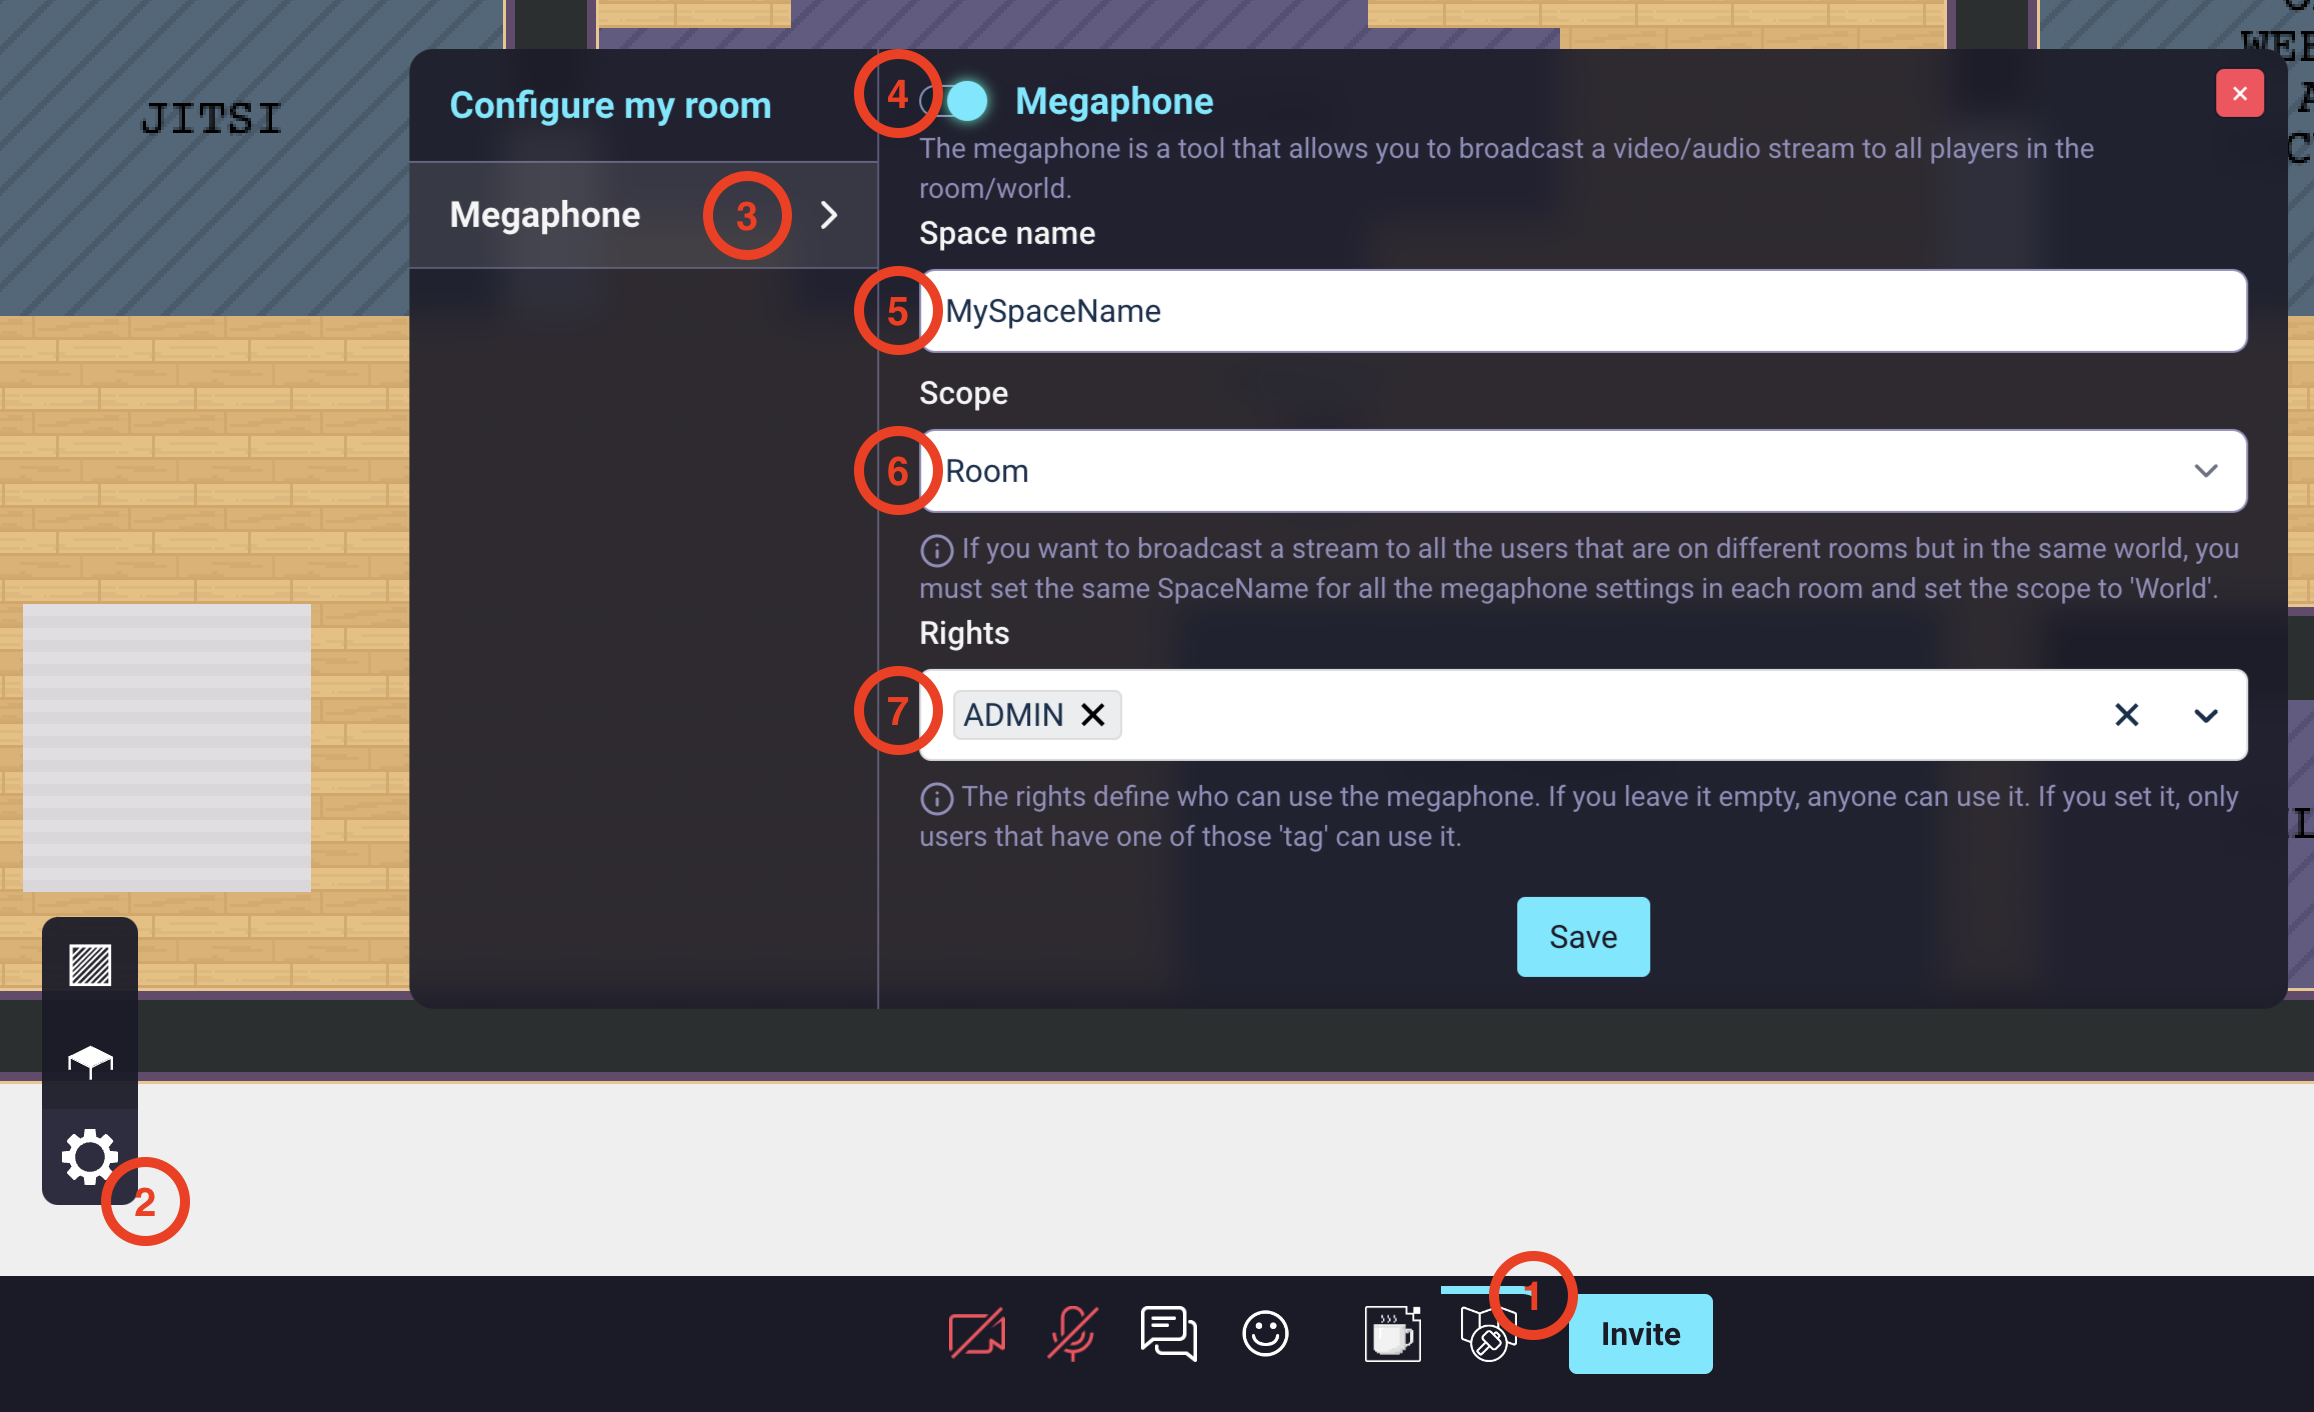 JITSI
WEB
Configure my room
Megaphone
3
4
Megaphone
The megaphone is a tool that allows you to broadcast a video/audio stream to all players in the
room/world.
Space name
5
MySpaceName
Scope
6
Room
If you want to broadcast a stream to all the users that are on different rooms but in the same world, you
must set the same SpaceName for all the megaphone settings in each room and set the scope to 'World'.
Rights
7
ADMIN
The rights define who can use the megaphone. If you leave it empty, anyone can use it. If you set it, only
users that have one of those 'tag' can use it.
Save
2
1
Invite